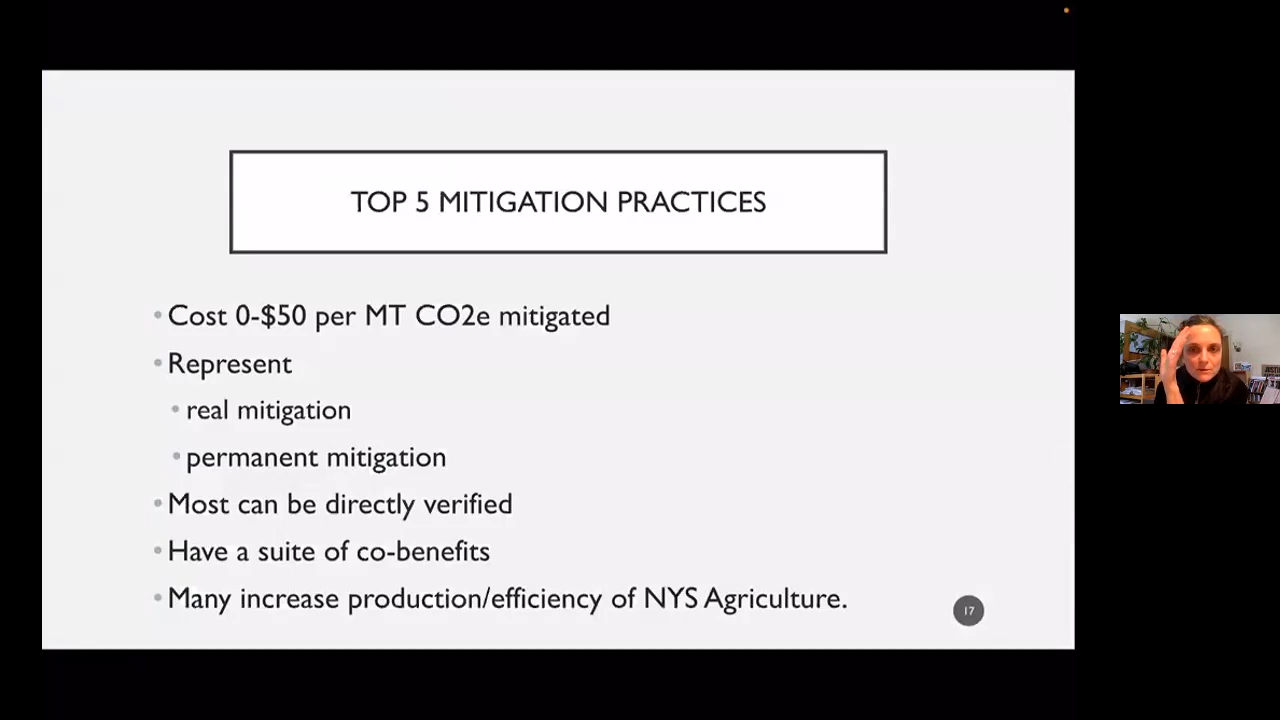 TOP 5 MITIGATION PRACTICES
• Cost 0-$50 per MT CO2e mitigated
• Represent
• real mitigation
• permanent mitigation
• Most can be directly verified
• Have a suite of co-benefits
• Many increase production/efficiency of NYS Agriculture.
17